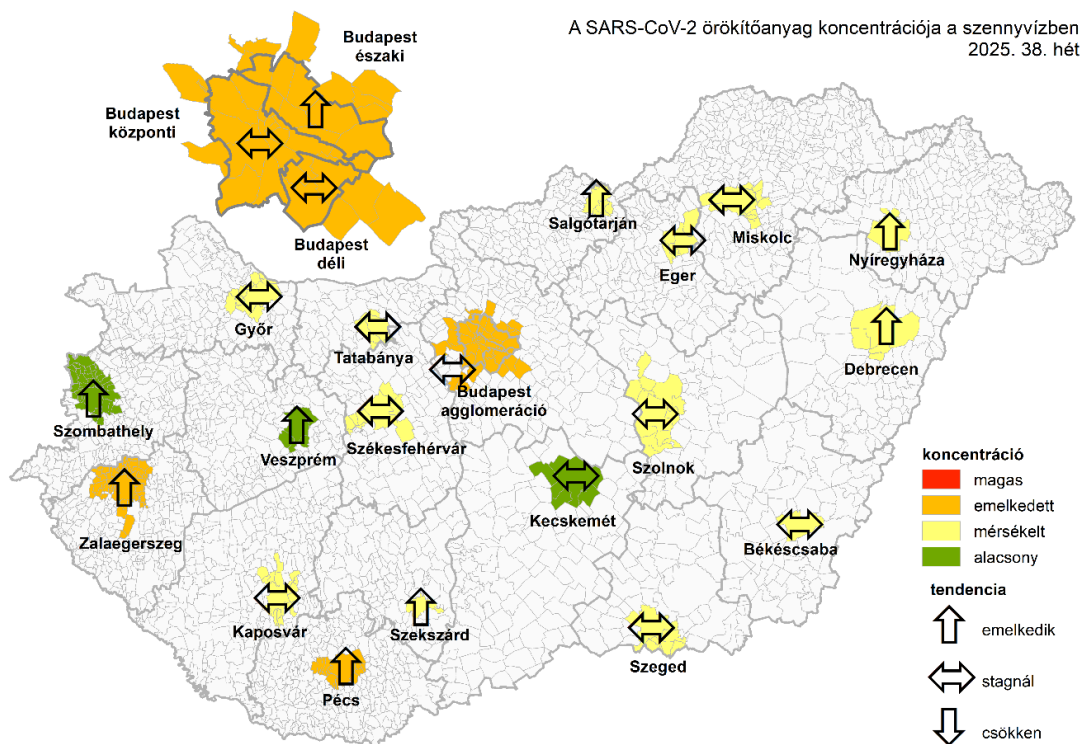 A SARS-CoV-2 örökítőanyag koncentrációja a szennyvízben
2025. 38. hét
Budapest
északi
Budapest
központi
Budapest
déli
Salgótarján
Miskolc
Eger
Nyíregyháza
Győr
Tatabánya
Debrecen
Budapest
agglomeráció
Szombathely
Veszprém
Székesfehérvár
Szolnok
Kecskemét
Zalaegerszeg
Békéscsaba
Kaposvár
Szekszárd
Szeged
Pécs
koncentráció
magas
emelkedett
mérsékelt
alacsony
tendencia
emelkedik
stagnál
csökken